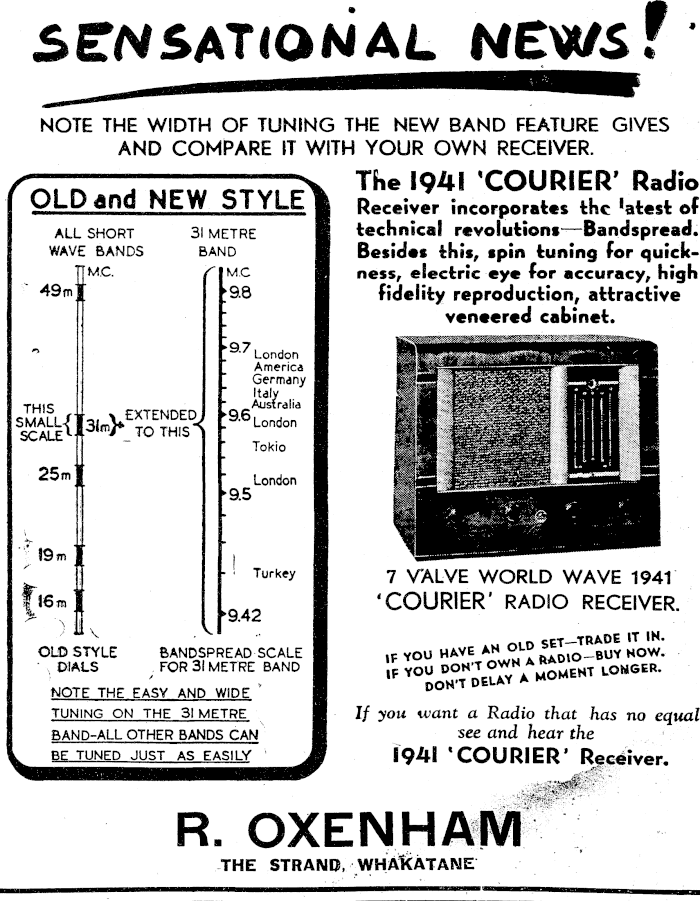 SENSATIONAL NEWS!
NOTE THE WIDTH OF TUNING THE NEW BAND FEATURE GIVES
AND COMPARE IT WITH YOUR OWN RECEIVER.
OLD and NEW STYLE
ALL SHORT
WAVE BANDS
31 METRE
BAND
M.C.
M.C
49m
9.8
9.7
London
America
Germany
Italy
Australia
THIS
SMALL
SCALE
31m
EXTENDED
TO THIS
9.6
London
Tokio
25m
London
9.5
19m
Turkey
16m
9.42
OLD STYLE
DIALS
BANDSPREAD SCALE
FOR 31 METRE BAND
NOTE THE EASY AND WIDE
TUNING ON THE 31 METRE
BAND-ALL OTHER BANDS CAN
BE TUNED JUST AS EASILY
The 1941 'COURIER' Radio
Receiver incorporates the latest of
technical revolutions—Bandspread.
Besides this, spin tuning for quick-
ness, electric eye for accuracy, high
fidelity reproduction, attractive
veneered cabinet.
7 VALVE WORLD WAVE 1941
'COURIER' RADIO RECEIVER.
IF YOU HAVE AN OLD SET—TRADE IT IN.
IF YOU DON'T OWN A RADIO—BUY NOW.
DON'T DELAY A MOMENT LONGER.
If you want a Radio that has no equal
see and hear the
1941 'COURIER' Receiver.
R. OXENHAM
THE STRAND, WHAKATANE